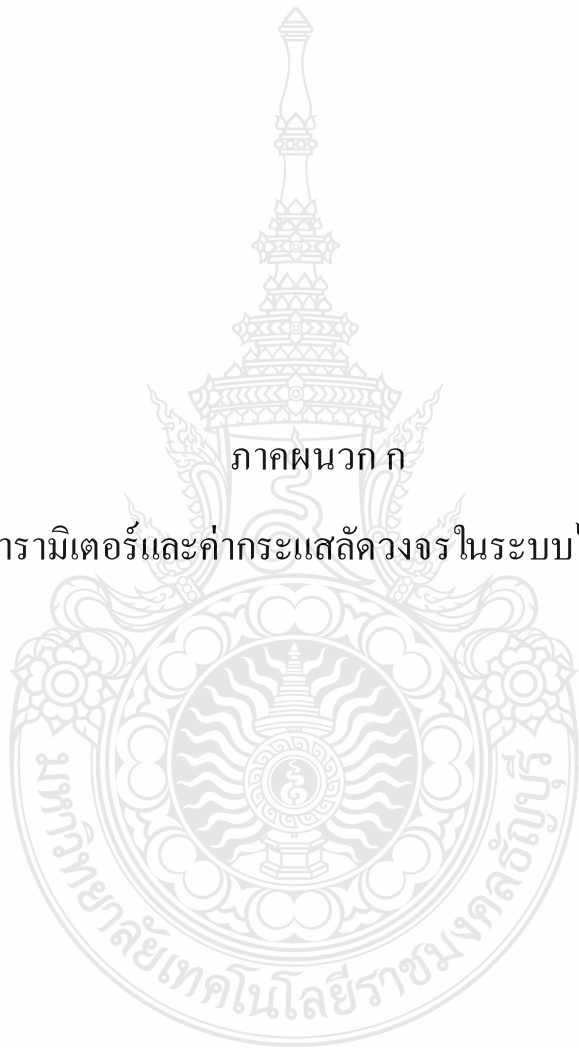 ภาคผนวก ก
ารามิเตอร์และค่ากระแสลัดวงจรในระบบไ
มหาวิทยาลัยเทคโนโลยีราชมงคลธัญบุรี